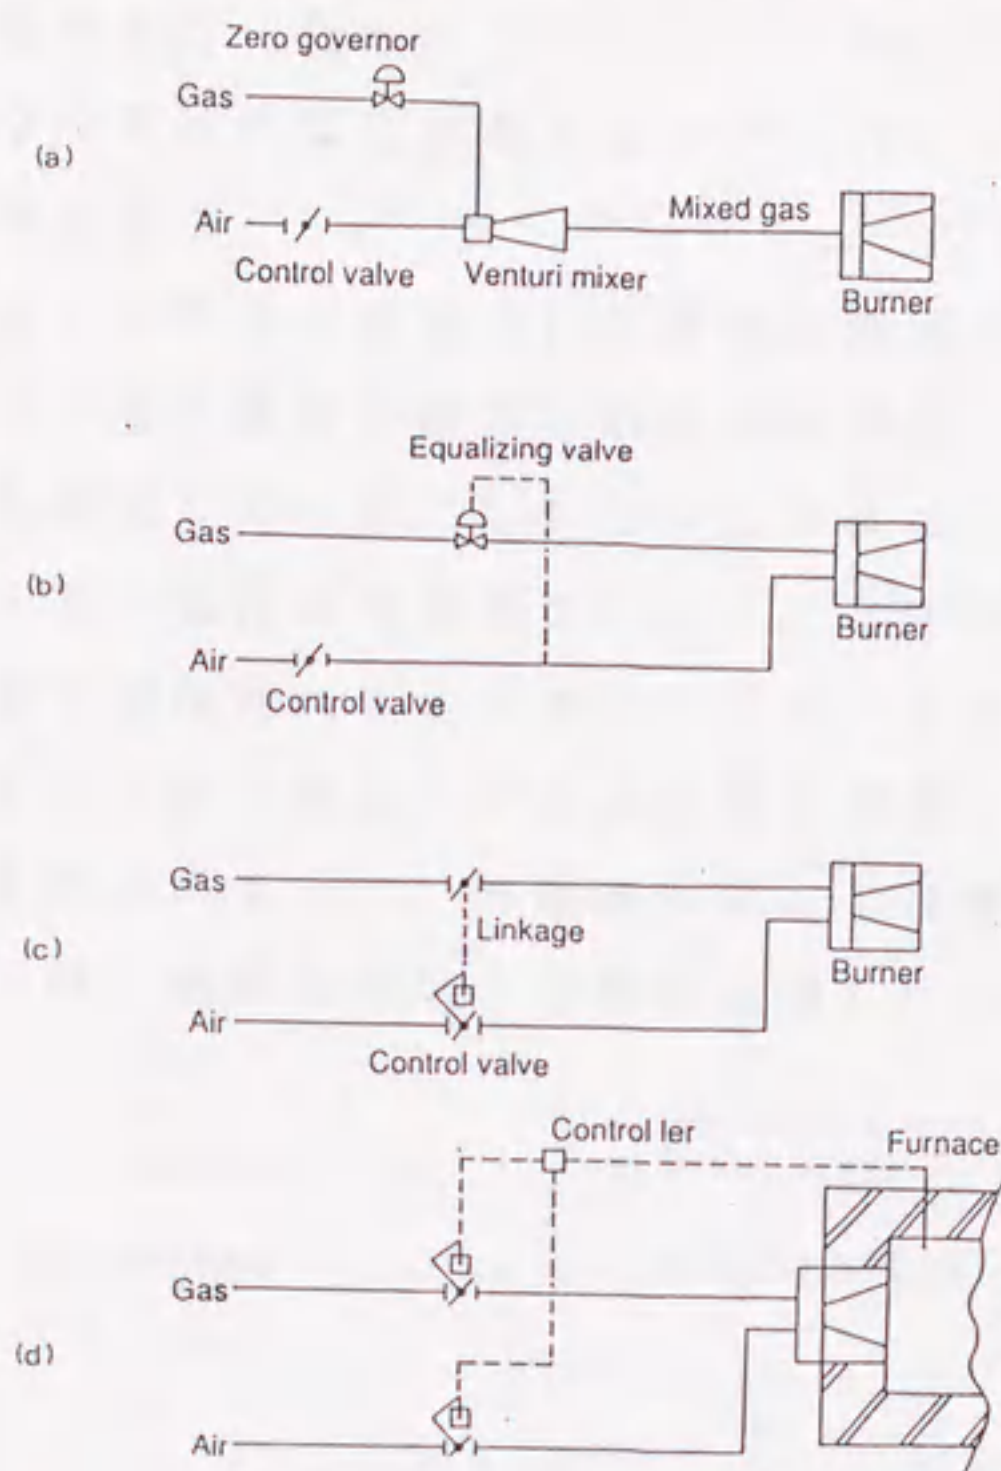 Zero governor
Gas
(a)
Air
Mixed gas
Control valve
Venturi mixer
Burner
Equalizing valve
Gas
(b)
Burner
Air
Control valve
Gas
Linkage
(c)
Burner
Air
Control valve
Control ler
Furnace
Gas
(d)
Air